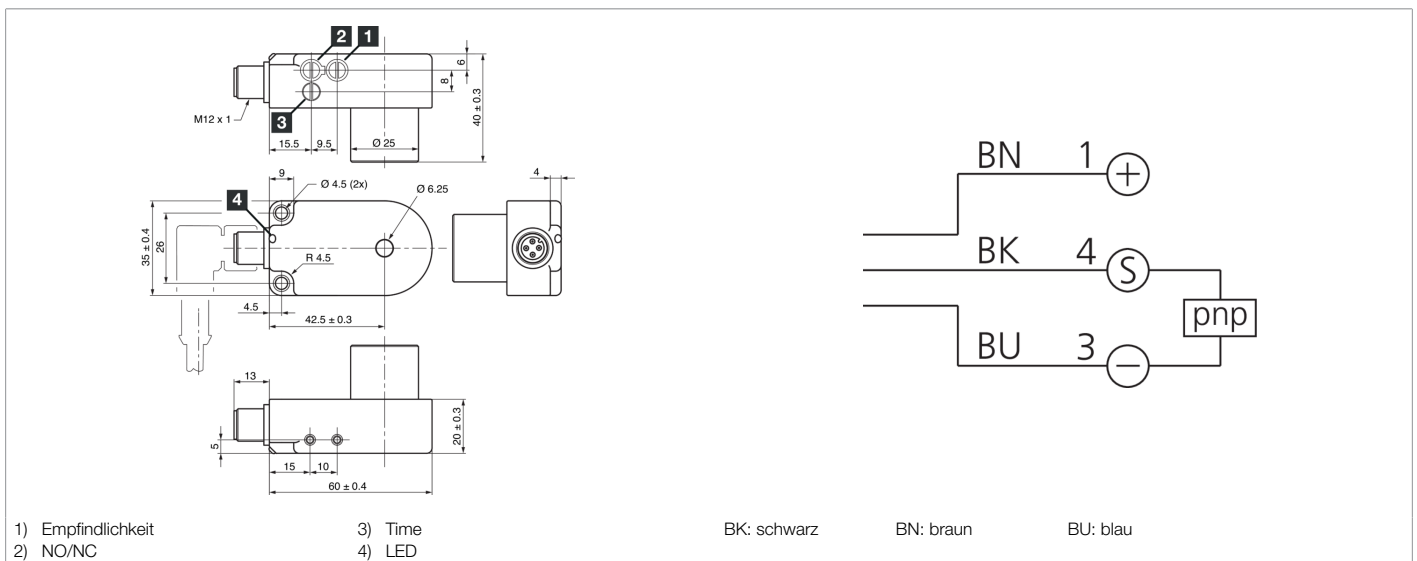 2 1
6
8
40 ± 0.3
M12 x 1
3
15.5 9.5 Ø 25
9
Ø 4.5 (2x)
Ø 6.25
4
4
35 ± 0.4
26
R 4.5
4.5
42.5 ± 0.3
13
5
20 ± 0.3
15 10
60 ± 0.4
BN 1
+
BK 4
S
pnp
BU 3
−
1) Empfindlichkeit 3) Time BK: schwarz BN: braun BU: blau
2) NO/NC 4) LED